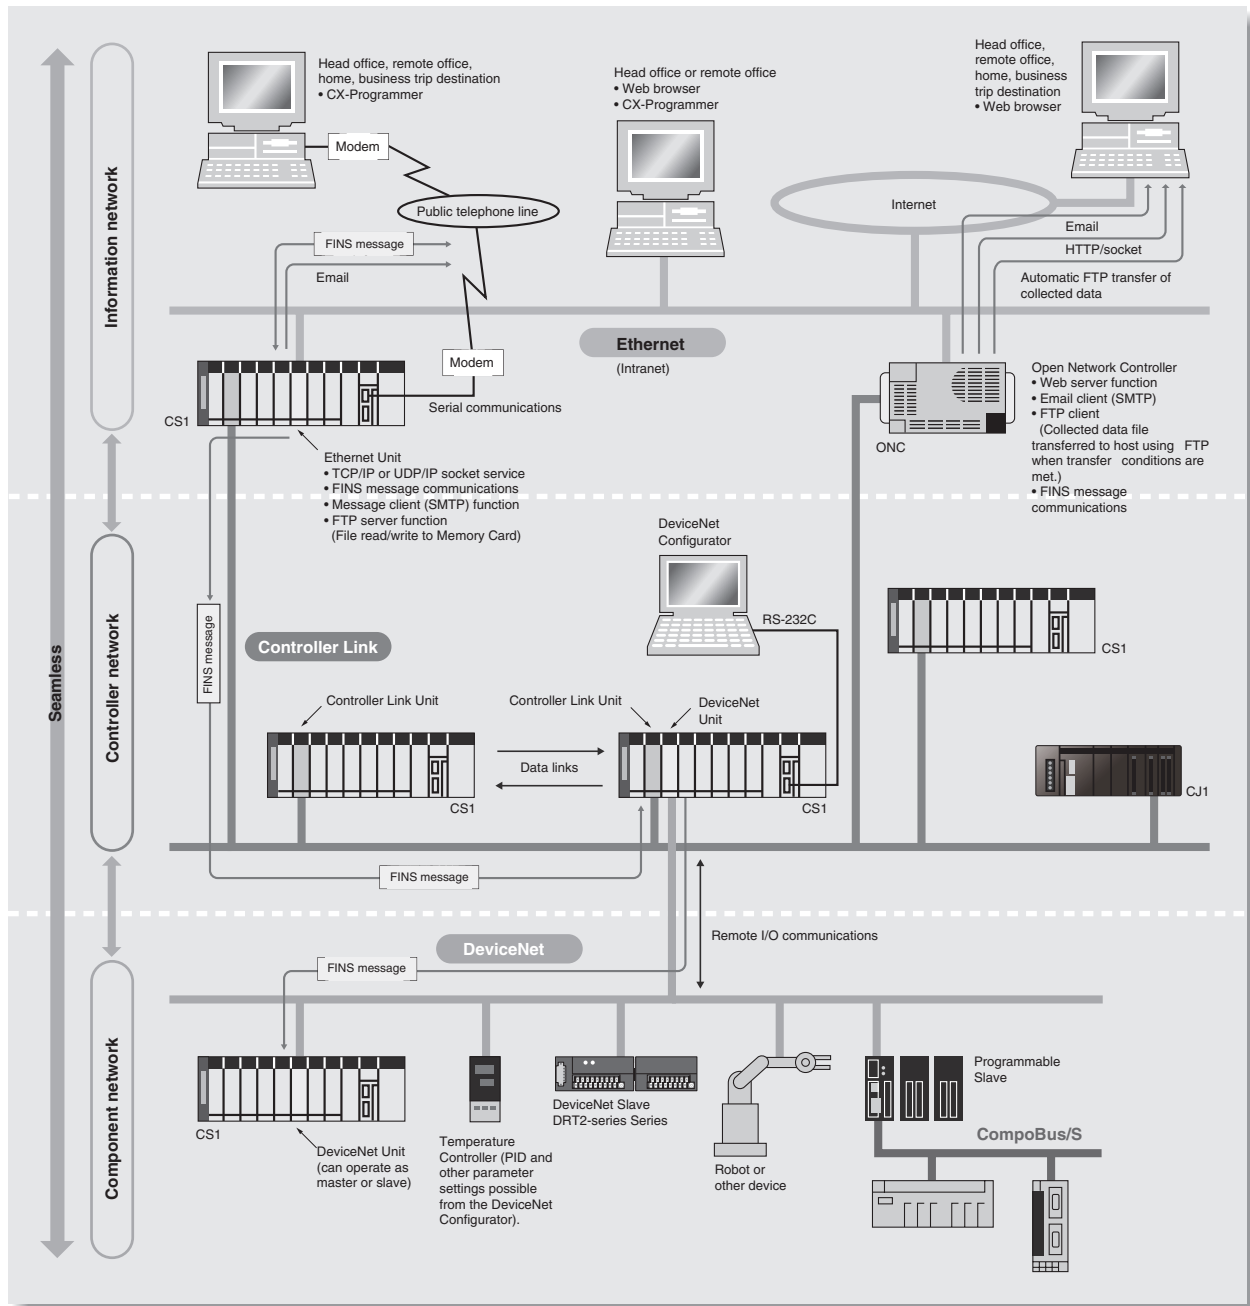 Head office, remote office,
home, business trip destination
• CX-Programmer
Modem
Public telephone line
FINS message
Email
Head office or remote office
• Web browser
• CX-Programmer
Head office,
remote office,
home, business
trip destination
• Web browser
Internet
Email
HTTP/socket
Automatic FTP transfer of
collected data
Information network
Ethernet
(Intranet)
Modem
Serial communications
CS1
Ethernet Unit
• TCP/IP or UDP/IP socket service
• FINS message communications
• Message client (SMTP) function
• FTP server function
(File read/write to Memory Card)
ONC
Open Network Controller
• Web server function
• Email client (SMTP)
• FTP client
(Collected data file
transferred to host using FTP
when transfer conditions are
met.)
• FINS message
communications
Seamless
Controller network
DeviceNet
Configurator
RS-232C
FINS message
Controller Link
CS1
Controller Link Unit
Controller Link Unit
DeviceNet
Unit
Data links
CS1
CS1
CJ1
FINS message
Remote I/O communications
DeviceNet
FINS message
Component network
CS1
DeviceNet Unit
(can operate as
master or slave)
Temperature
Controller (PID and
other parameter
settings possible
from the DeviceNet
Configurator).
DeviceNet Slave
DRT2-series Series
Robot or
other device
Programmable
Slave
CompoBus/S